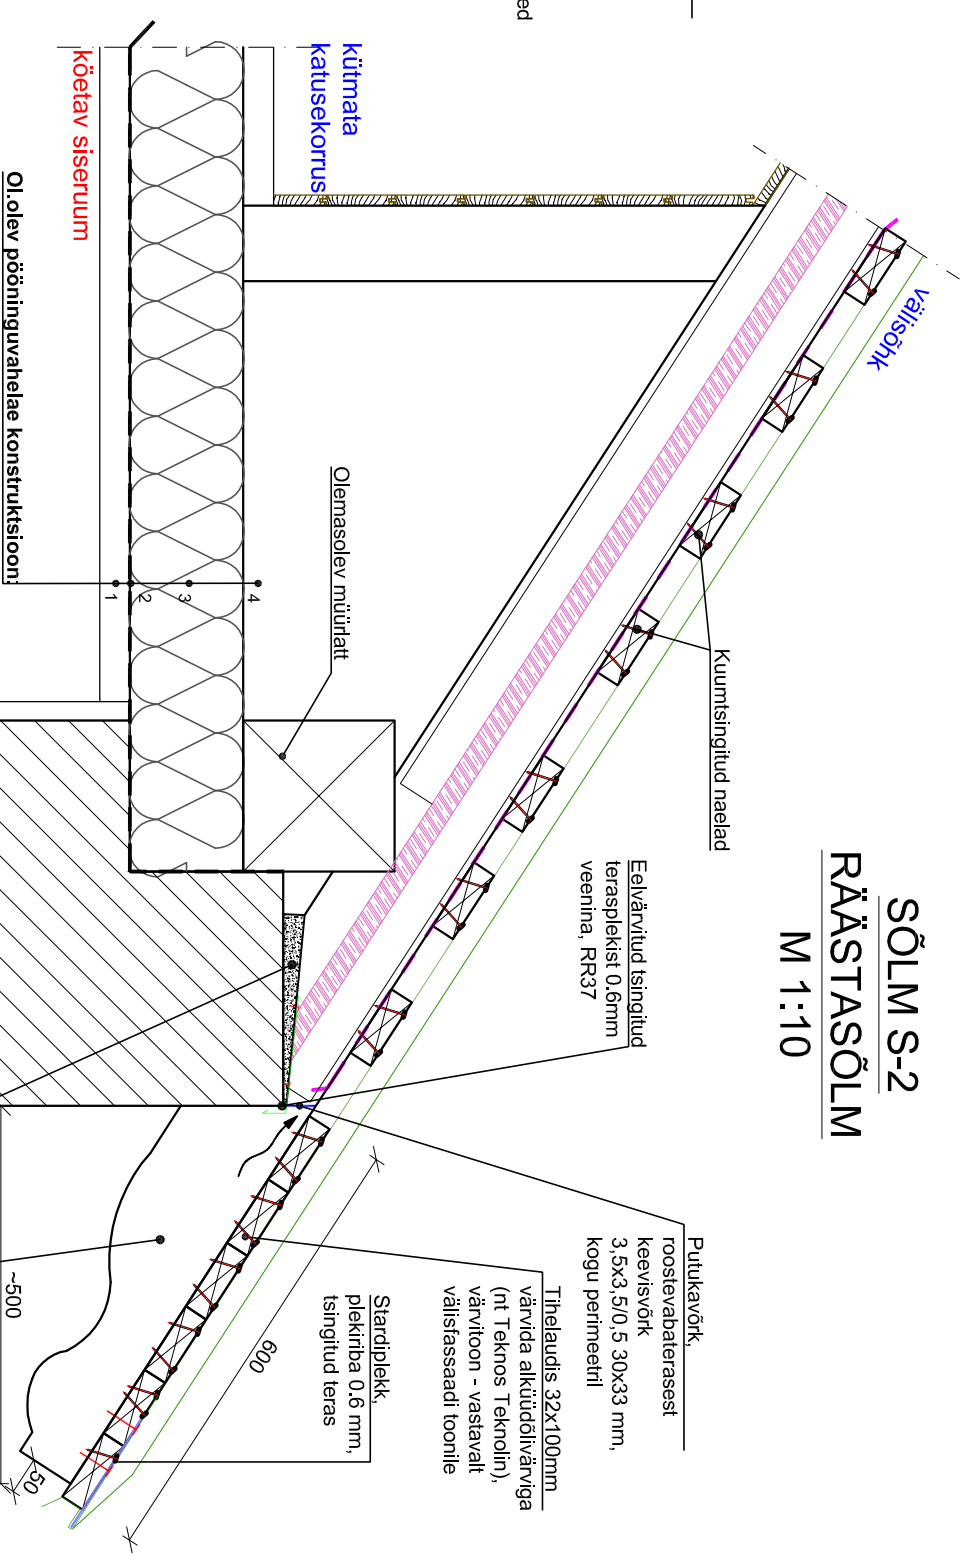 SÕLM S-2
RÄÄSTASÕLM
M 1:10
välisõhk
kütmata
katusekorrus
köetav siseruum
Ol.olev pööninguvahelae konstruktsioon:
1
2
3
4
Olemasolev müürlatt
Kuumtsingitud naelad
Eelvärvitud tsingitud
terasplekist 0.6mm
veenina, RR37
Putukavõrk,
roostevabaterasest
keevisvõrk
3,5x3,5/0,5 30x33 mm,
kogu perimeetril
Tihelaudis 32x100mm
värvida alküüdõlivärviga
(nt Teknos Teknolin),
värvitoon - vastavalt
välisfassaadi toonile
Stardiplekk,
plekiriba 0.6 mm,
tsingitud teras
600
~500
50
ed